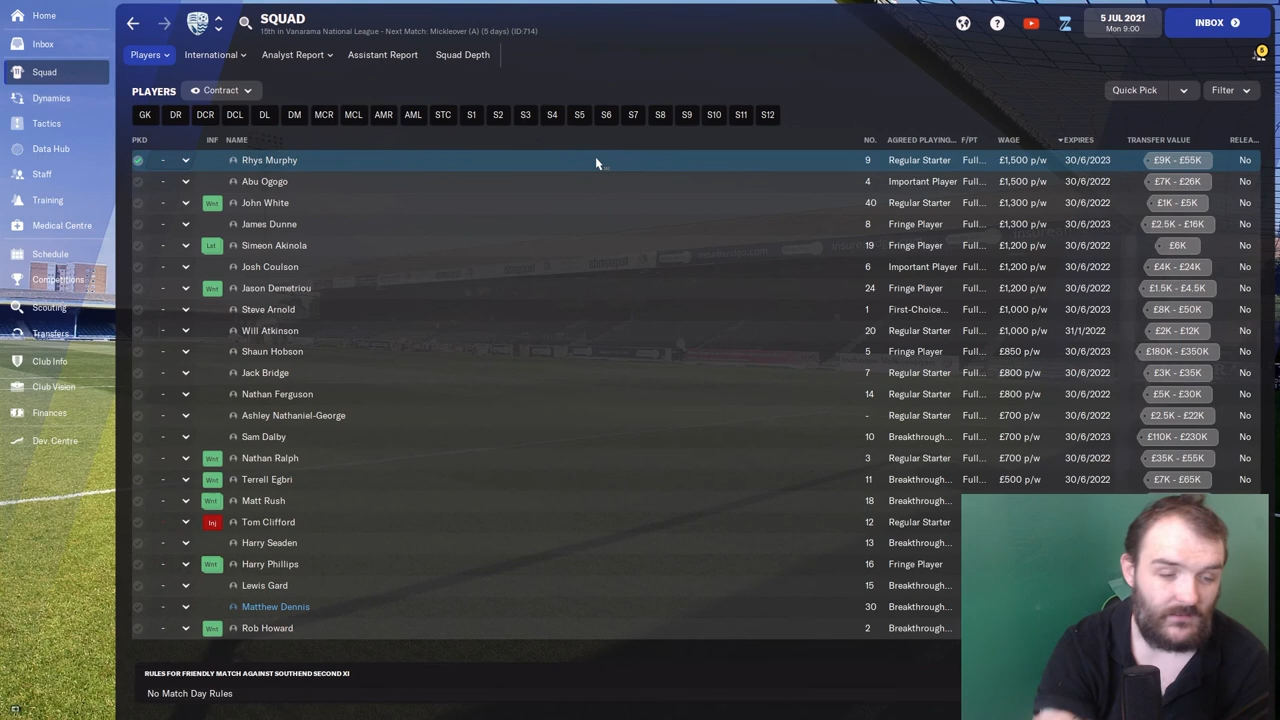 Home
SQUAD
15th in Vanarama National League - Next Match: Mickleover (A) (5 days) (ID:714)
5 JUL 2021
Mon 9:00
INBOX
Inbox
Squad
Dynamics
Tactics
Data Hub
Staff
Training
Medical Centre
Schedule
Competitions
Scouting
Transfers
Club Info
Club Vision
Finances
Dev. Centre
Players International Analyst Report Assistant Report Squad Depth
5
PLAYERS Contract Quick Pick Filter
GK DR DCR DCL DL DM MCR MCL AMR AML STC S1 S2 S3 S4 S5 S6 S7 S8 S9 S10 S11 S12
PKD INF NAME NO. AGREED PLAYING... F/PT WAGE EXPIRES TRANSFER VALUE RELEA...
- Rhys Murphy 9 Regular Starter Full... £1,500 p/w 30/6/2023 £9K - £55K No
- Abu Ogogo 4 Important Player Full... £1,500 p/w 30/6/2022 £7K - £26K No
- Wnt John White 40 Regular Starter Full... £1,300 p/w 30/6/2022 £1K - £5K No
- James Dunne 8 Fringe Player Full... £1,300 p/w 30/6/2023 £2.5K - £16K No
- Lst Simeon Akinola 19 Fringe Player Full... £1,200 p/w 30/6/2022 £6K No
- Josh Coulson 6 Important Player Full... £1,200 p/w 30/6/2022 £4K - £24K No
- Wnt Jason Demetriou 24 Fringe Player Full... £1,200 p/w 30/6/2022 £1.5K - £4.5K No
- Steve Arnold 1 First-Choice... Full... £1,000 p/w 30/6/2023 £8K - £50K No
- Will Atkinson 20 Regular Starter Full... £1,000 p/w 31/1/2022 £2K - £12K No
- Shaun Hobson 5 Fringe Player Full... £850 p/w 30/6/2023 £180K - £350K No
- Jack Bridge 7 Regular Starter Full... £800 p/w 30/6/2022 £3K - £35K No
- Nathan Ferguson 14 Regular Starter Full... £800 p/w 30/6/2022 £5K - £30K No
- Ashley Nathaniel-George - Regular Starter Full... £700 p/w 30/6/2022 £2.5K - £22K No
- Sam Dalby 10 Breakthrough... Full... £700 p/w 30/6/2023 £110K - £230K No
- Wnt Nathan Ralph 3 Regular Starter Full... £700 p/w 30/6/2022 £35K - £55K No
- Wnt Terrell Egbri 11 Breakthrough... Full... £500 p/w 30/6/2022 £7K - £65K No
- Wnt Matt Rush 18 Breakthrough...
- Inj Tom Clifford 12 Regular Starter
- Harry Seaden 13 Breakthrough...
- Wnt Harry Phillips 16 Fringe Player
- Lewis Gard 15 Breakthrough...
- Matthew Dennis 30 Breakthrough...
- Wnt Rob Howard 2 Breakthrough...
RULES FOR FRIENDLY MATCH AGAINST SOUTHEND SECOND XI
No Match Day Rules